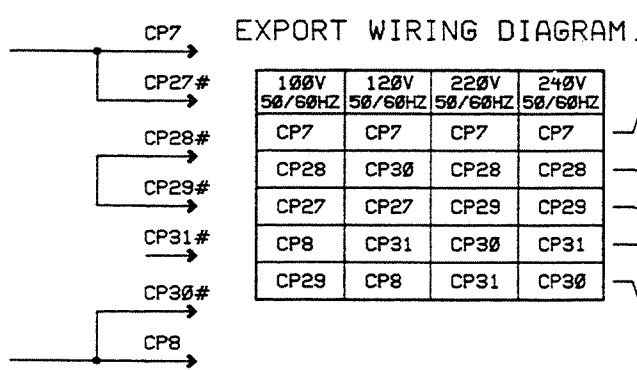 EXPORT WIRING DIAGRAM.
CP7
CP27#
CP28#
CP29#
CP31#
CP30#
CP8
100V 120V 220V 240V
50/60HZ 50/60HZ 50/60HZ 50/60HZ
CP7 CP7 CP7 CP7
CP28 CP30 CP28 CP28
CP27 CP27 CP29 CP29
CP8 CP31 CP30 CP31
CP29 CP8 CP31 CP30